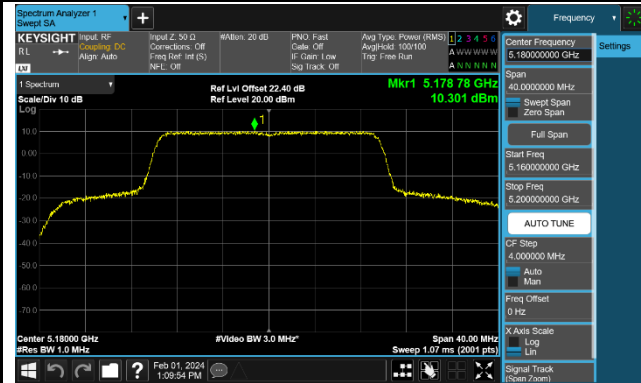 Spectrum Analyzer 1
Swept SA
Frequency
KEYSIGHT
RL
Input: RF
Coupling: DC
Align: Auto
Input Z: 50 Ω
Corrections: Off
Freq Ref: Int (S)
NFE: Off
#Atten: 20 dB
PNO: Fast
Gate: Off
IF Gain: Low
Sig Track: Off
Avg Type: Power (RMS)
Avg|Hold: 100/100
Trig: Free Run
1 2 3 4 5 6
A W W W W W
A N N N N N
1 Spectrum
Scale/Div 10 dB
Log
Ref Lvl Offset 22.40 dB
Ref Level 20.00 dBm
Mkr1 5.178 78 GHz
10.301 dBm
1
10.0
0.00
-10.0
-20.0
-30.0
-40.0
-50.0
-60.0
-70.0
Center 5.18000 GHz
#Res BW 1.0 MHz
#Video BW 3.0 MHz*
Span 40.00 MHz
Sweep 1.07 ms (2001 pts)
Center Frequency
5.180000000 GHz
Settings
Span
40.0000000 MHz
Swept Span
Zero Span
Full Span
Start Freq
5.160000000 GHz
Stop Freq
5.200000000 GHz
AUTO TUNE
CF Step
4.000000 MHz
Auto
Man
Freq Offset
0 Hz
X Axis Scale
Log
Lin
Signal Track
(Span Zoom)
Feb 01, 2024
1:09:54 PM